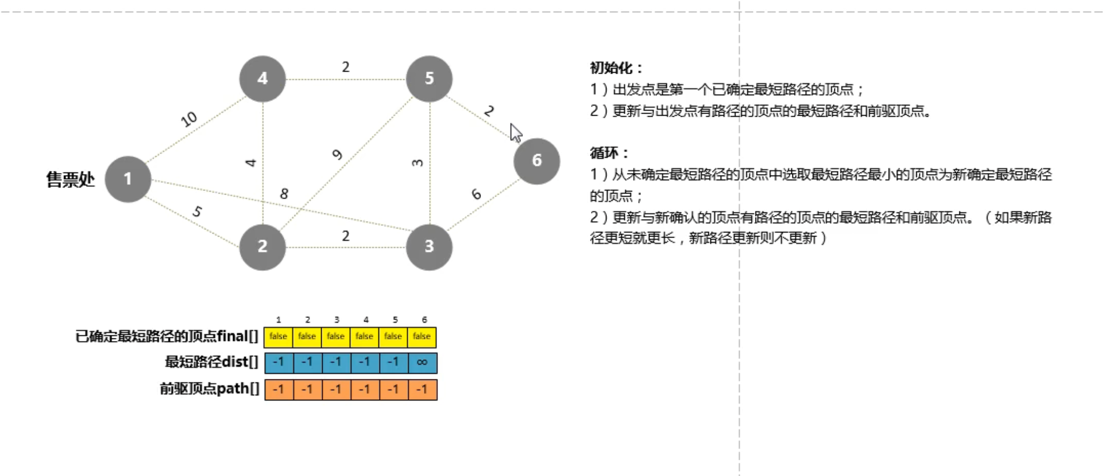 初始化：
1）出发点是第一个已确定最短路径的顶点；
2）更新与出发点有路径的顶点的最短路径和前驱顶点。
循环：
1）从未确定最短路径的顶点中选取最短路径最小的顶点为新确定最短路径
的顶点；
2）更新与新确认的顶点有路径的顶点的最短路径和前驱顶点。（如果新路
径更短就更长，新路径更新则不更新）
4 2 5
10 2
4 9 3 6
售票处 1
8 6
5
2 2 3
1 2 3 4 5 6
已确定最短路径的顶点final[] false false false false false false
最短路径dist[] -1 -1 -1 -1 -1 ∞
前驱顶点path[] -1 -1 -1 -1 -1 -1